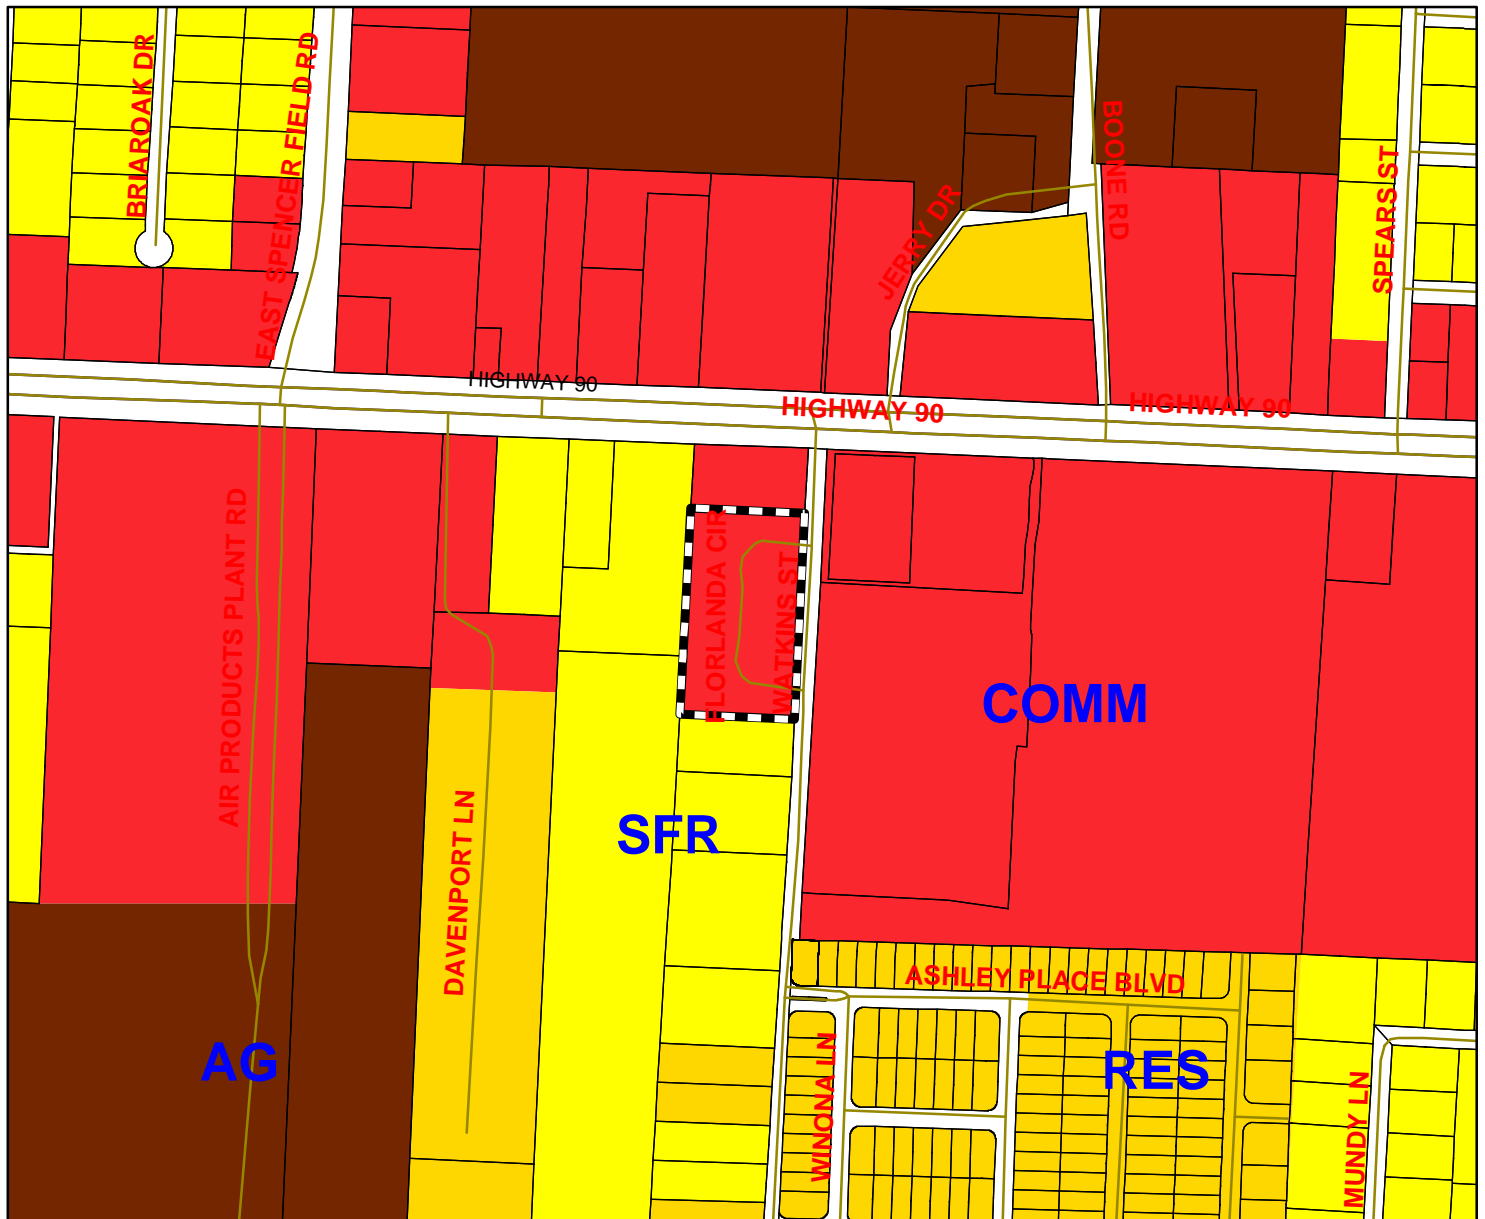 BRIAROAK DR
EAST SPENCER FIELD RD
BOONE RD
SPEARS ST
JERRY DR
HIGHWAY 90
HIGHWAY 90
HIGHWAY 90
AIR PRODUCTS PLANT RD
FLORLANDA CIR
WATKINS ST
COMM
SFR
DAVENPORT LN
ASHLEY PLACE BLVD
AG
WINONA LN
RES
MUNDY LN